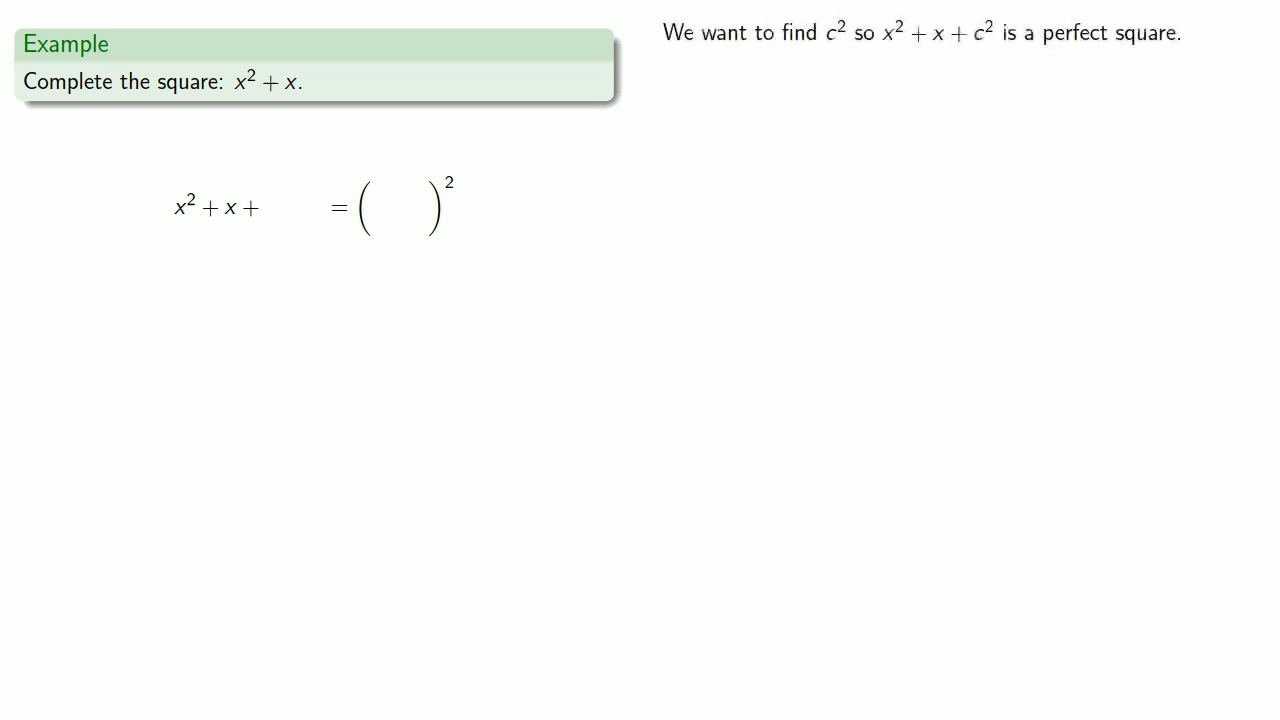 Example
Complete the square: x² + x.
We want to find c² so x² + x + c² is a perfect square.
x² + x +      = (      )²